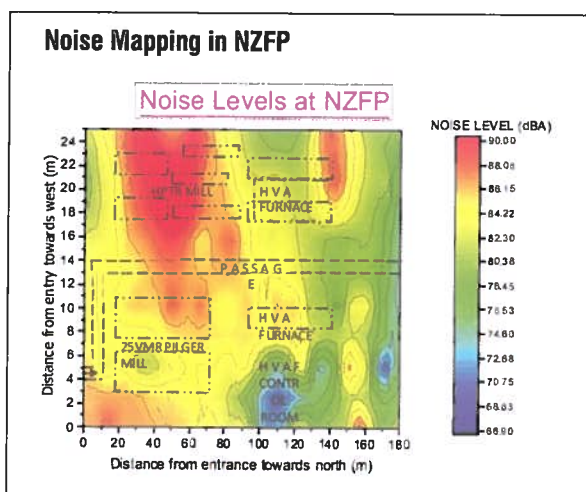 Noise Mapping in NZFP
Noise Levels at NZFP
NOISE LEVEL (dBA)
Distance from entry towards west (m)
24
22
20
18
16
14
12
10
8
6
4
2
0
MILL
HVA
FURNACE
PASSAG
E
HVA
FURNACE
25VMR PILGER
MILL
HVAF
CONTR
OL
ROOM
0
20
40
60
80
100
120
140
160
180
Distance from entrance towards north (m)
90.00
88.08
86.15
84.22
82.30
80.38
78.53
74.60
72.68
70.75
68.83
66.90